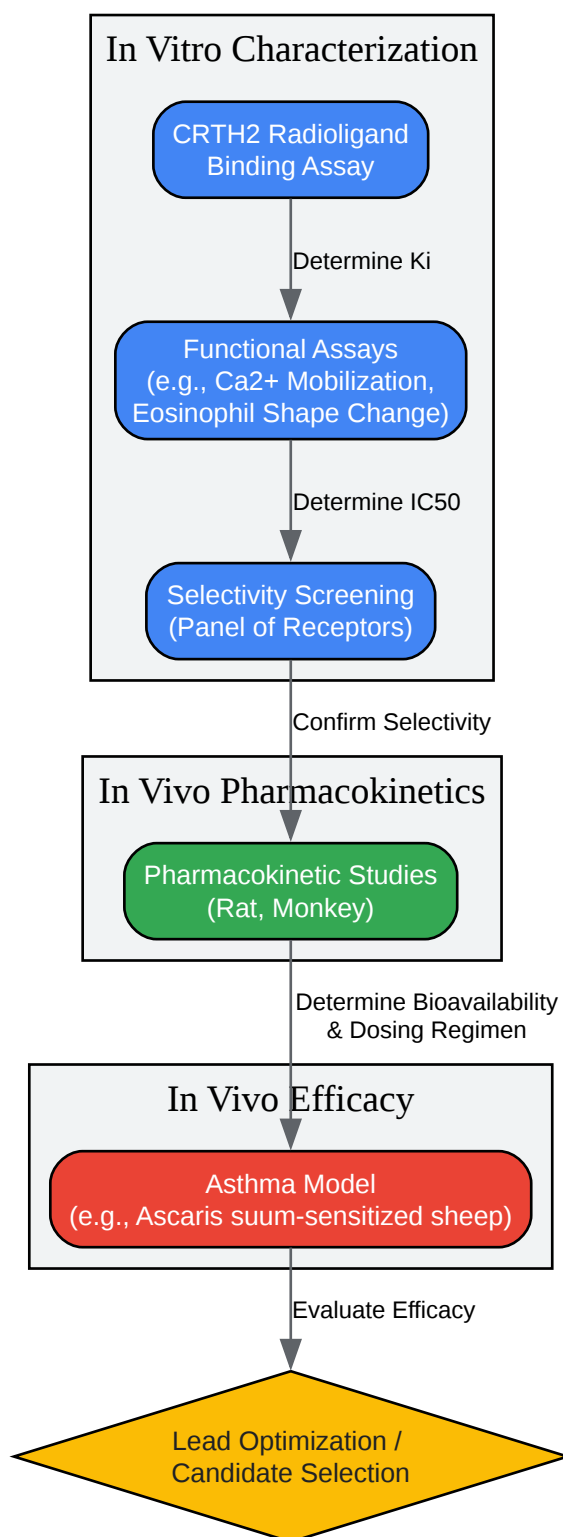 In Vitro Characterization
CRTH2 Radioligand
Binding Assay
Determine Ki
Functional Assays
(e.g., Ca2+ Mobilization,
Eosinophil Shape Change)
Determine IC50
Selectivity Screening
(Panel of Receptors)
Confirm Selectivity
In Vivo Pharmacokinetics
Pharmacokinetic Studies
(Rat, Monkey)
Determine Bioavailability
& Dosing Regimen
In Vivo Efficacy
Asthma Model
(e.g., Ascaris suum-sensitized sheep)
Evaluate Efficacy
Lead Optimization /
Candidate Selection